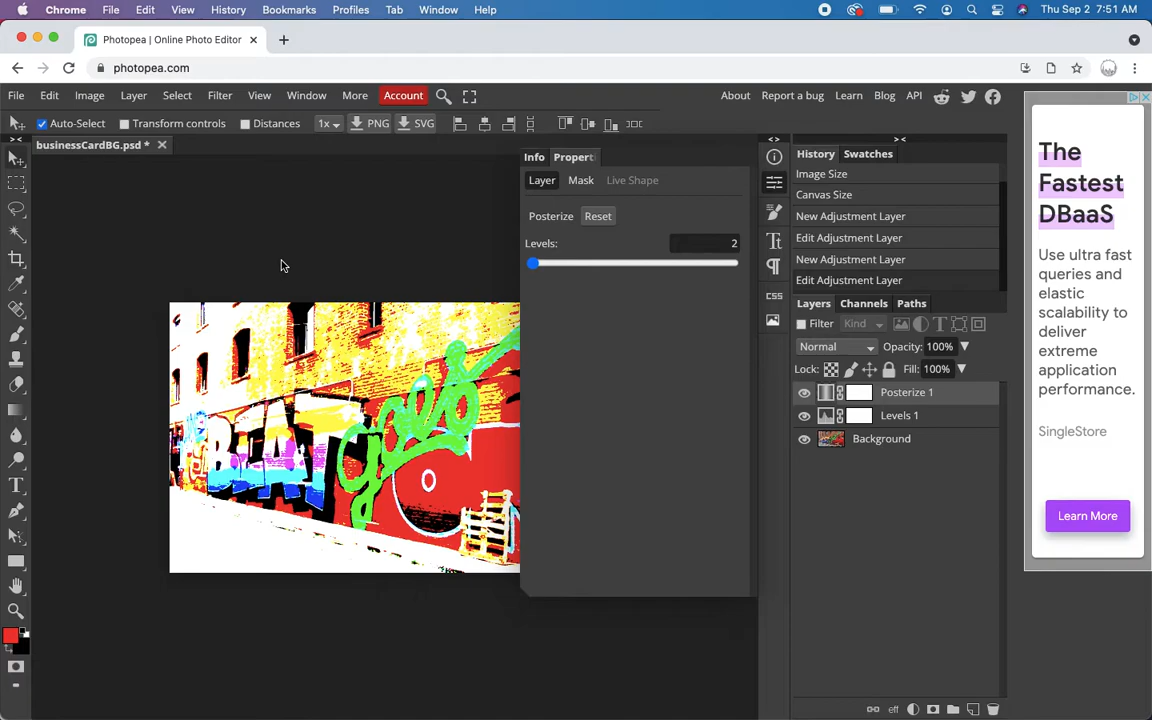 Chrome File Edit View History Bookmarks Profiles Tab Window Help Thu Sep 2 7:51 AM
Photopea | Online Photo Editor
photopea.com
File Edit Image Layer Select Filter View Window More Account About Report a bug Learn Blog API
Auto-Select Transform controls Distances 1x PNG SVG
businessCardBG.psd *
Info Propert
Layer Mask Live Shape
Posterize Reset
Levels: 2
BIAT
History Swatches
Image Size
Canvas Size
New Adjustment Layer
Edit Adjustment Layer
New Adjustment Layer
Edit Adjustment Layer
CSS
Layers Channels Paths
Filter Kind
Normal Opacity: 100%
Lock: Fill: 100%
Posterize 1
Levels 1
Background
eff
The
Fastest
DBaaS
Use ultra fast
queries and
elastic
scalability to
deliver
extreme
application
performance.
SingleStore
Learn More